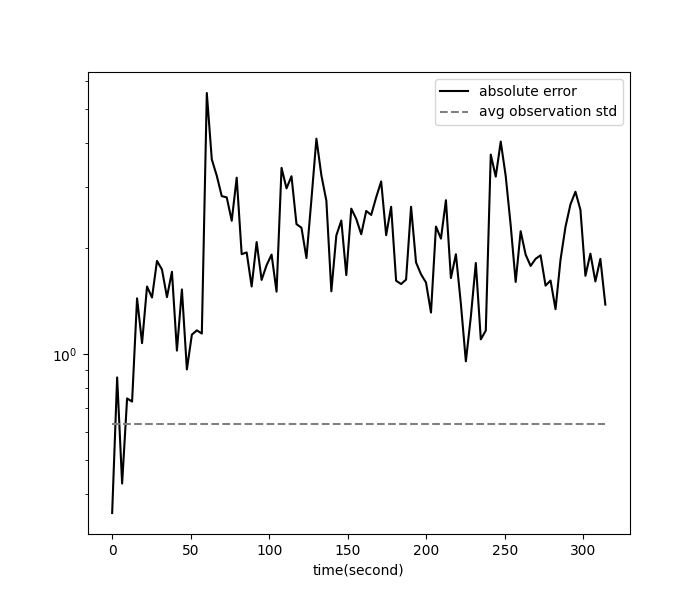 absolute error
avg observation std
10⁰
0 50 100 150 200 250 300
time(second)